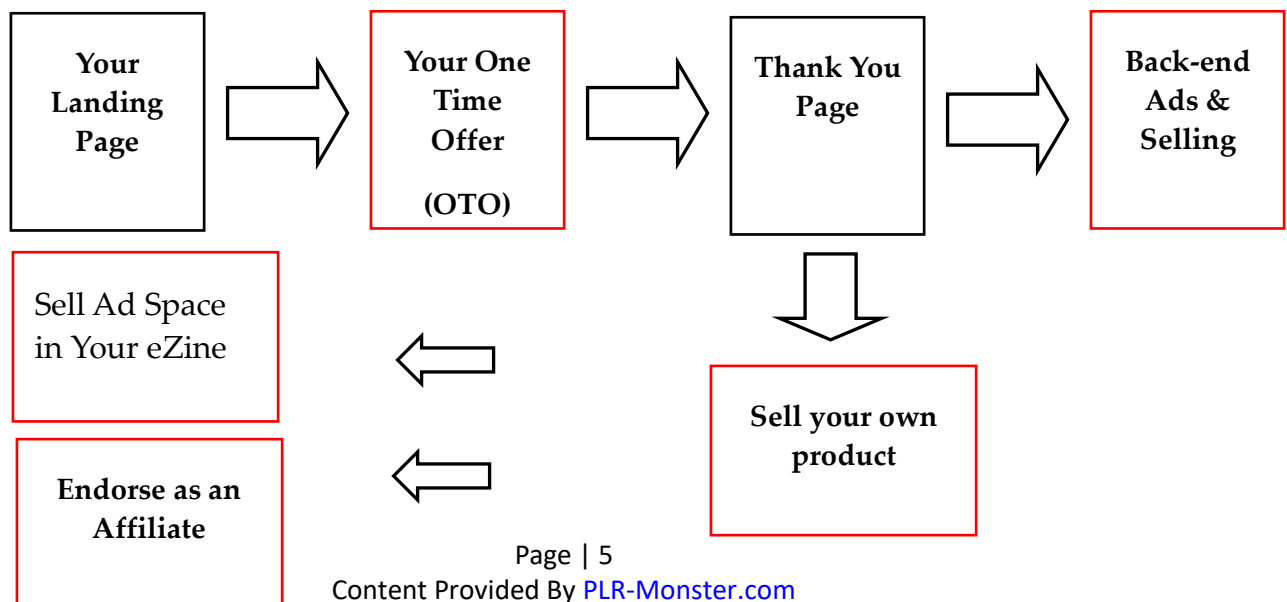 Your
Landing
Page
Your One
Time
Offer
(OTO)
Thank You
Page
Back-end
Ads &
Selling
Sell Ad Space
in Your eZine
Sell your own
product
Endorse as an
Affiliate
Page | 5
Content Provided By PLR-Monster.com